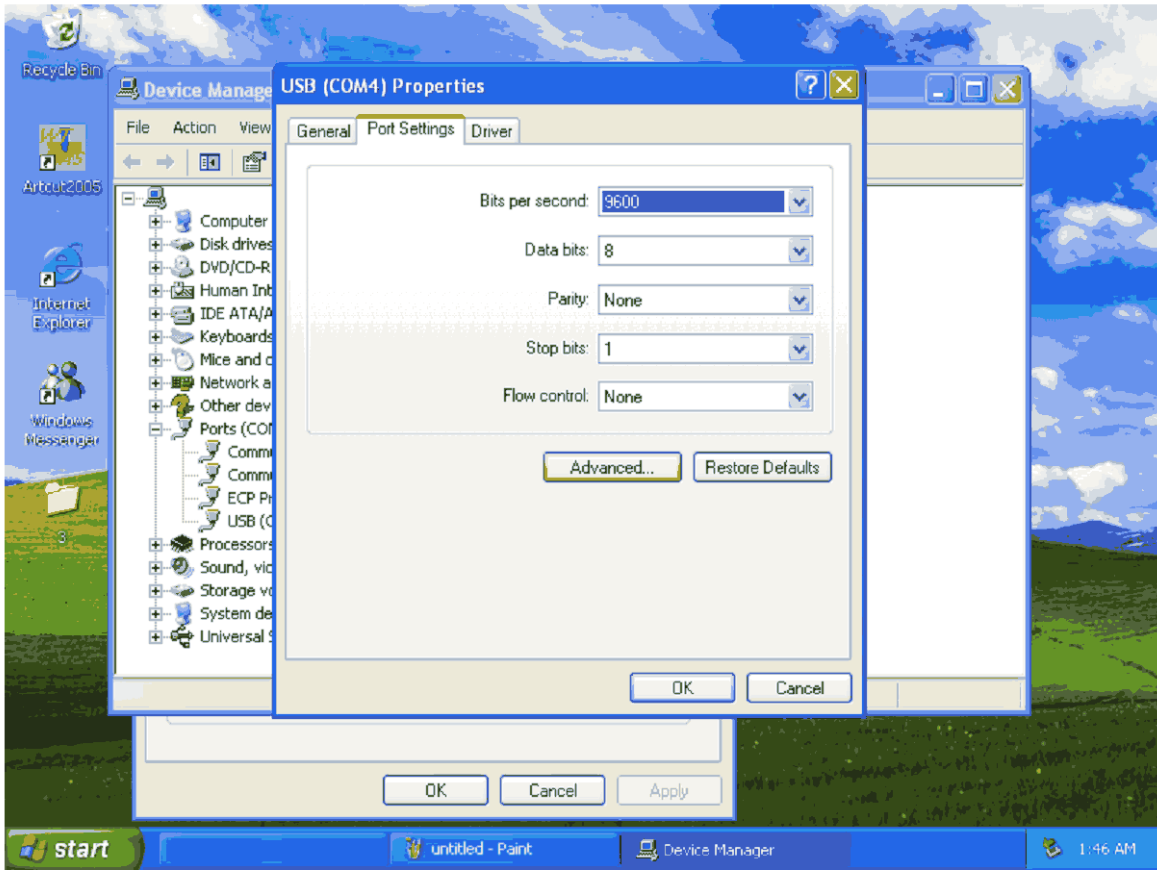 Recycle Bin
Artcut2005
Internet
Explorer
Windows
Messenger
3
Device Manage
File Action View
Computer
Disk drives
DVD/CD-R
Human Int
IDE ATA/A
Keyboards
Mice and o
Network a
Other dev
Ports (COM
Commu
Commu
ECP Pr
USB (C
Processors
Sound, vid
Storage vo
System de
Universal S
USB (COM4) Properties
General Port Settings Driver
Bits per second: 9600
Data bits: 8
Parity: None
Stop bits: 1
Flow control: None
Advanced... Restore Defaults
OK Cancel
OK Cancel Apply
start untitled - Paint Device Manager 1:46 AM